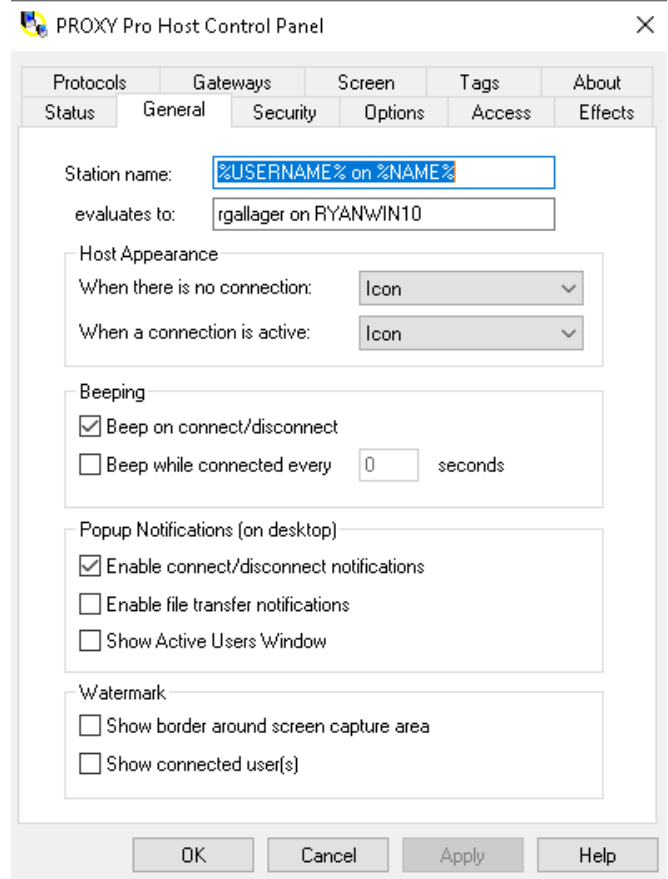 PROXY Pro Host Control Panel
Protocols Gateways Screen Tags About
Status General Security Options Access Effects
Station name: %USERNAME% on %NAME%
evaluates to: rgallager on RYANWIN10
Host Appearance
When there is no connection: Icon
When a connection is active: Icon
Beeping
Beep on connect/disconnect
Beep while connected every 0 seconds
Popup Notifications (on desktop)
Enable connect/disconnect notifications
Enable file transfer notifications
Show Active Users Window
Watermark
Show border around screen capture area
Show connected user(s)
OK Cancel Apply Help